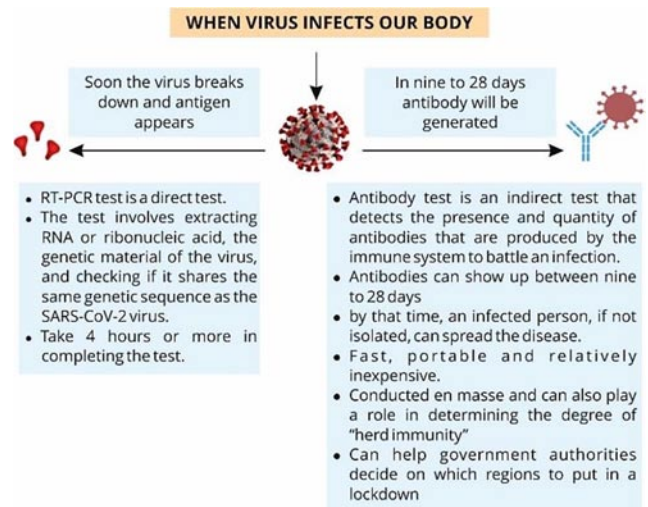 WHEN VIRUS INFECTS OUR BODY
Soon the virus breaks
down and antigen
appears
In nine to 28 days
antibody will be
generated
• RT-PCR test is a direct test.
• The test involves extracting
RNA or ribonucleic acid, the
genetic material of the virus,
and checking if it shares the
same genetic sequence as the
SARS-CoV-2 virus.
• Take 4 hours or more in
completing the test.
• Antibody test is an indirect test that
detects the presence and quantity of
antibodies that are produced by the
immune system to battle an infection.
• Antibodies can show up between nine
to 28 days
• by that time, an infected person, if not
isolated, can spread the disease.
• Fast, portable and relatively
inexpensive.
• Conducted en masse and can also play
a role in determining the degree of
“herd immunity”
• Can help government authorities
decide on which regions to put in a
lockdown